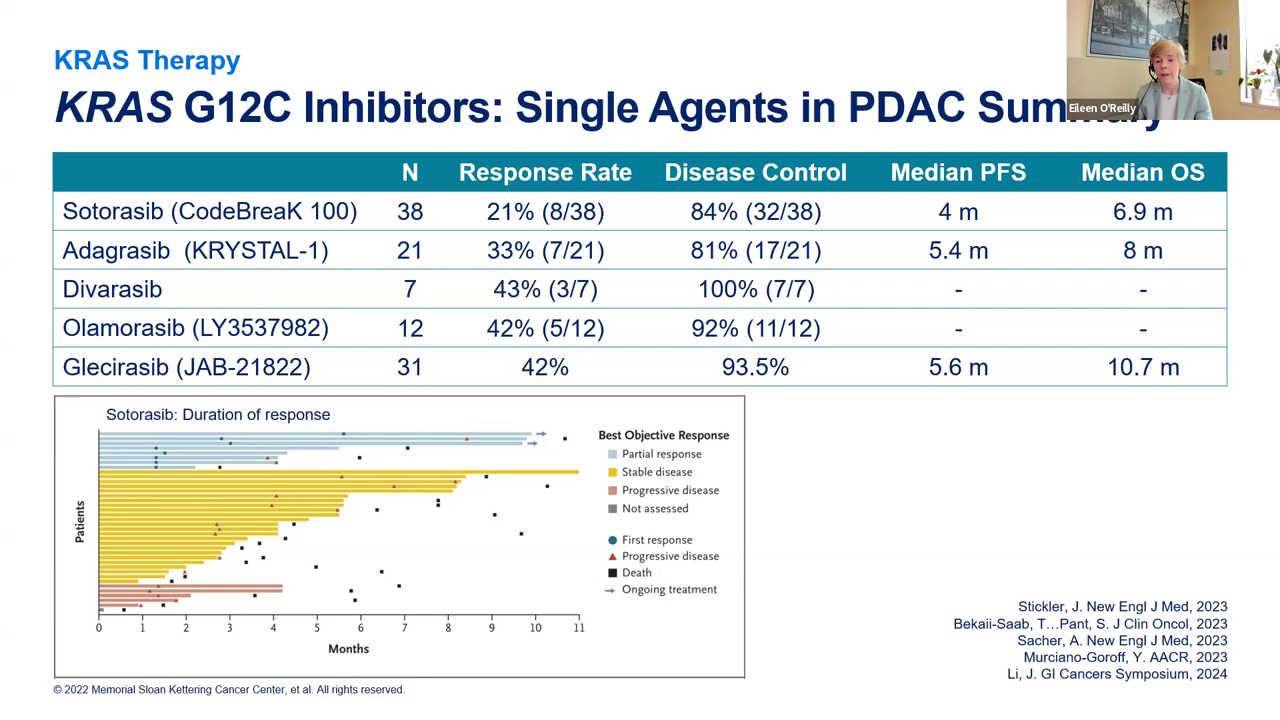 KRAS Therapy
KRAS G12C Inhibitors: Single Agents in PDAC Summary
Eileen O'Reilly
N Response Rate Disease Control Median PFS Median OS
Sotorasib (CodeBreaK 100) 38 21% (8/38) 84% (32/38) 4 m 6.9 m
Adagrasib (KRYSTAL-1) 21 33% (7/21) 81% (17/21) 5.4 m 8 m
Divarasib 7 43% (3/7) 100% (7/7) - -
Olamorasib (LY3537982) 12 42% (5/12) 92% (11/12) - -
Glecirasib (JAB-21822) 31 42% 93.5% 5.6 m 10.7 m
Sotorasib: Duration of response
Best Objective Response
Partial response
Stable disease
Progressive disease
Not assessed
First response
Progressive disease
Death
Ongoing treatment
Patients
0 1 2 3 4 5 6 7 8 9 10 11
Months
Stickler, J. New Engl J Med, 2023
Bekaii-Saab, T…Pant, S. J Clin Oncol, 2023
Sacher, A. New Engl J Med, 2023
Murciano-Goroff, Y. AACR, 2023
Li, J. GI Cancers Symposium, 2024
© 2022 Memorial Sloan Kettering Cancer Center, et al. All rights reserved.